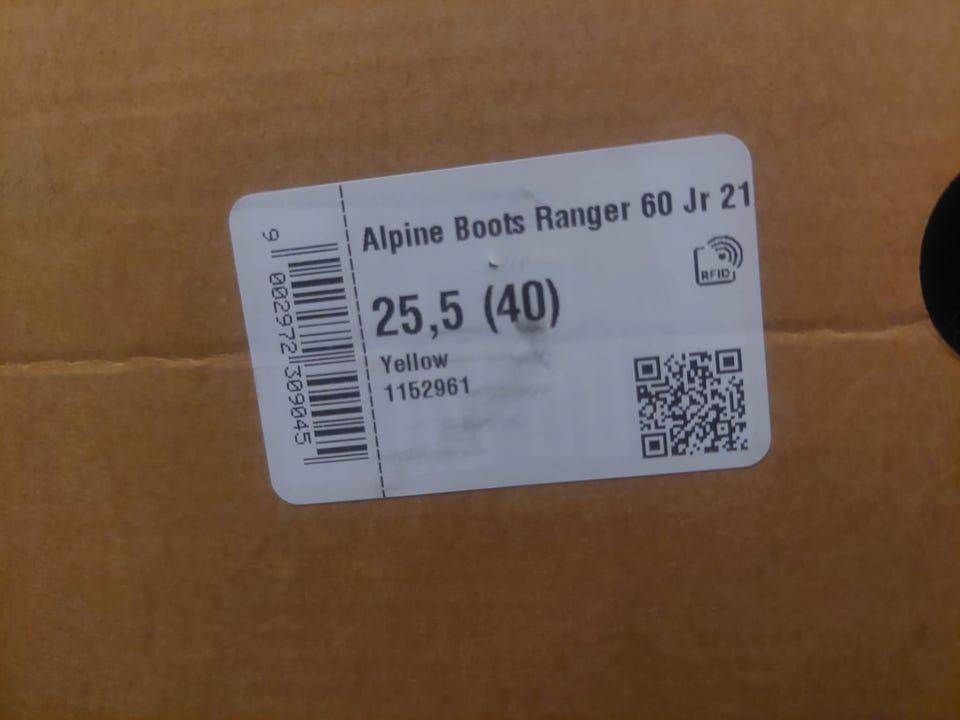 Alpine Boots Ranger 60 Jr 21
RFID
25,5 (40)
Yellow
1152961
9 002972 309045